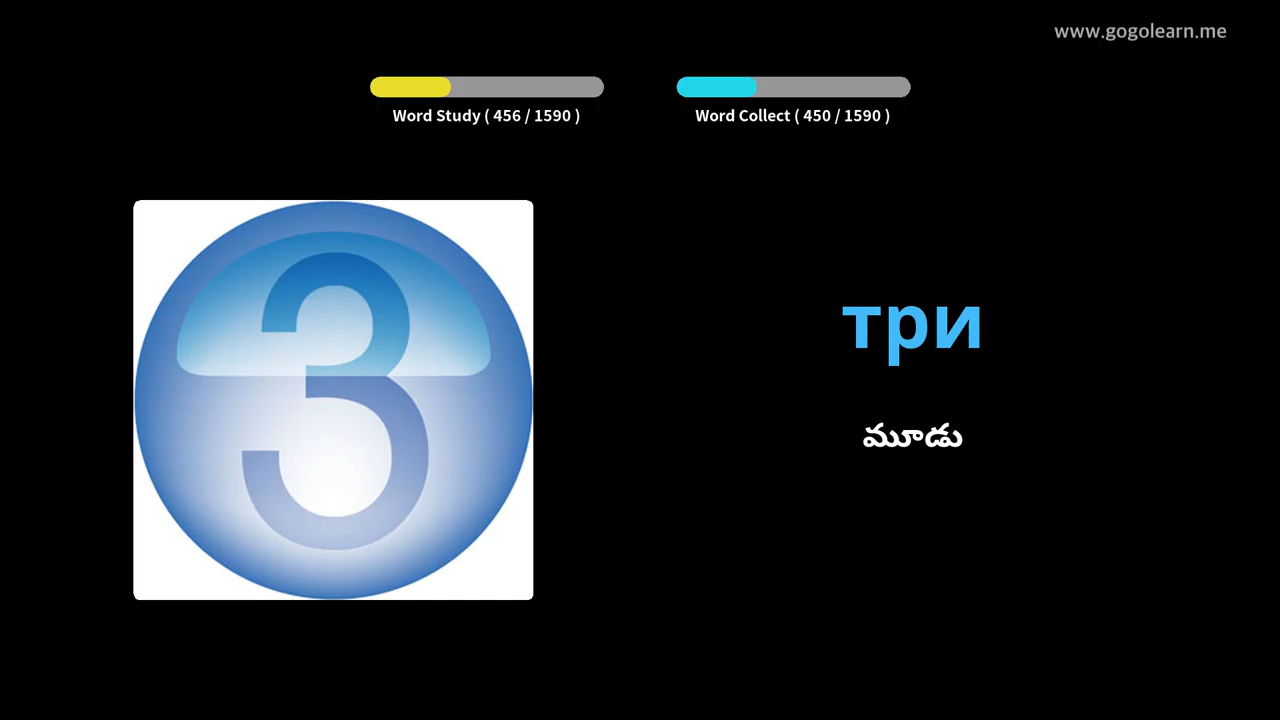 www.gogolearn.me
Word Study ( 456 / 1590 )
Word Collect ( 450 / 1590 )
3
три
మూడు